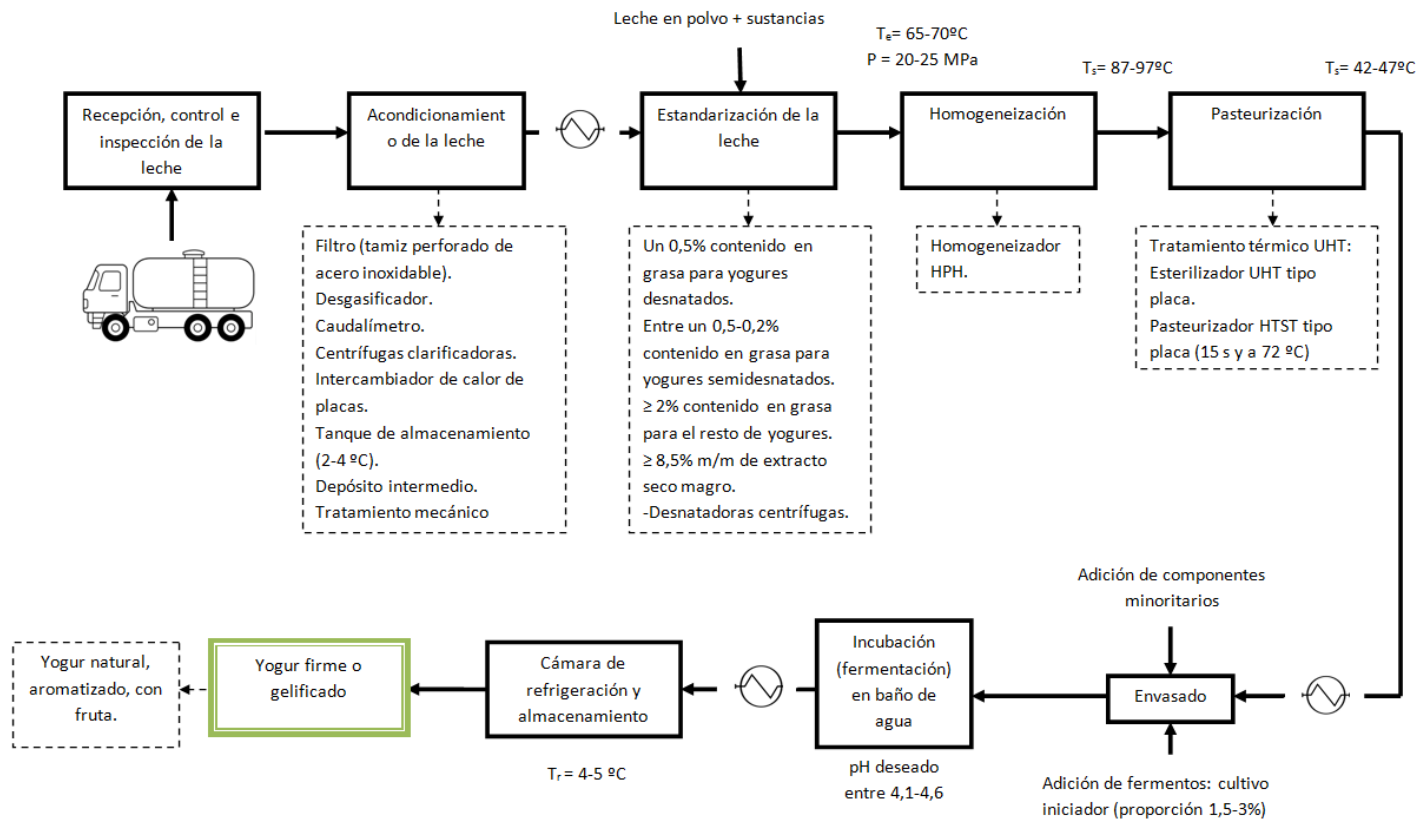 Leche en polvo + sustancias
Tₑ= 65-70ºC
P = 20-25 MPa
Tₛ= 87-97ºC
Tₛ= 42-47ºC
Recepción, control e
inspección de la
leche
Acondicionamient
o de la leche
Estandarización de la
leche
Homogeneización
Pasteurización
Filtro (tamiz perforado de
acero inoxidable).
Desgasificador.
Caudalímetro.
Centrífugas clarificadoras.
Intercambiador de calor de
placas.
Tanque de almacenamiento
(2-4 ºC).
Depósito intermedio.
Tratamiento mecánico
Un 0,5% contenido en
grasa para yogures
desnatados.
Entre un 0,5-0,2%
contenido en grasa para
yogures semidesnatados.
≥ 2% contenido en grasa
para el resto de yogures.
≥ 8,5% m/m de extracto
seco magro.
-Desnatadoras centrífugas.
Homogeneizador
HPH.
Tratamiento térmico UHT:
Esterilizador UHT tipo
placa.
Pasteurizador HTST tipo
placa (15 s y a 72 ºC)
Adición de componentes
minoritarios
Envasado
Adición de fermentos: cultivo
iniciador (proporción 1,5-3%)
Incubación
(fermentación)
en baño de
agua
pH deseado
entre 4,1-4,6
Cámara de
refrigeración y
almacenamiento
Tᵣ = 4-5 ºC
Yogur firme o
gelificado
Yogur natural,
aromatizado, con
fruta.